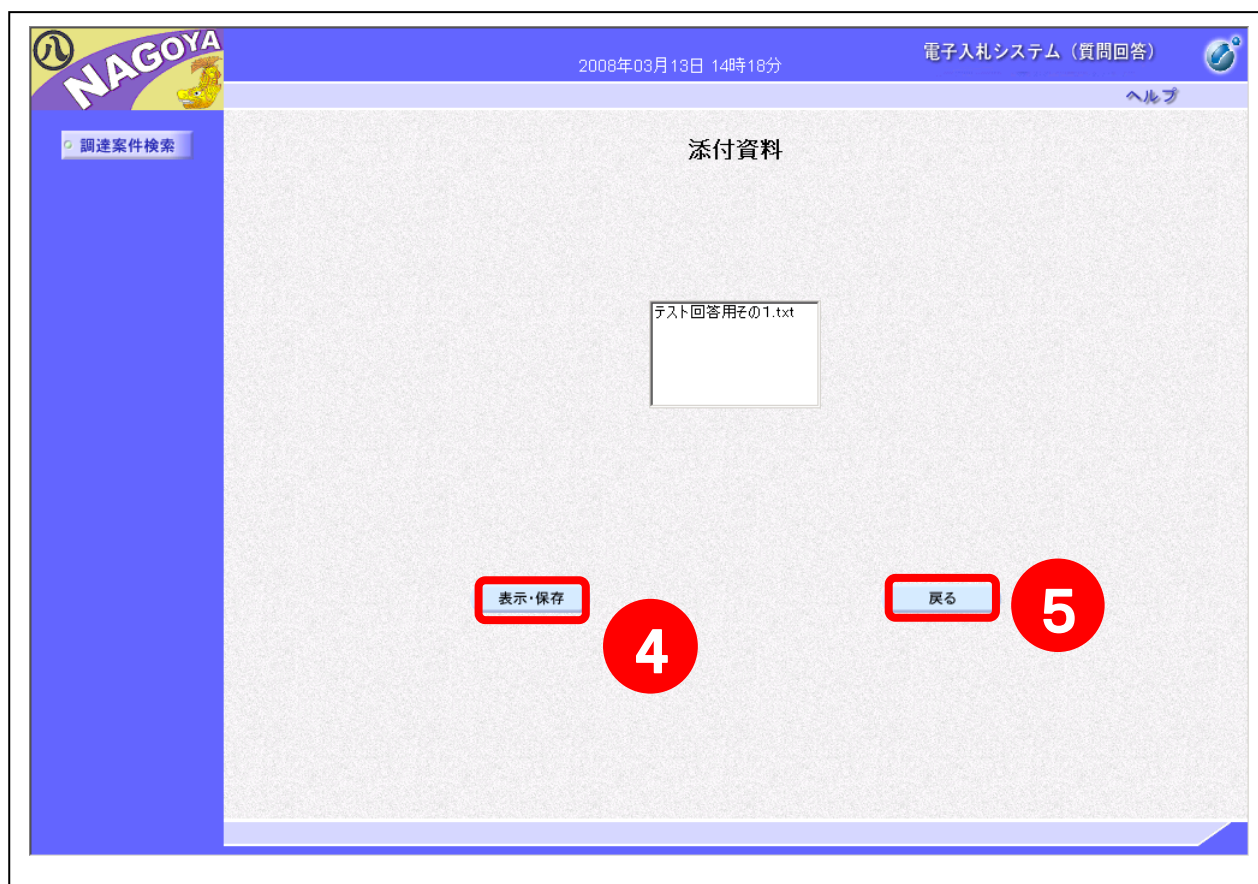 八
NAGOYA
2008年03月13日 14時18分
電子入札システム（質問回答）
ヘルプ
調達案件検索
添付資料
テスト回答用その1.txt
表示・保存
戻る
4
5